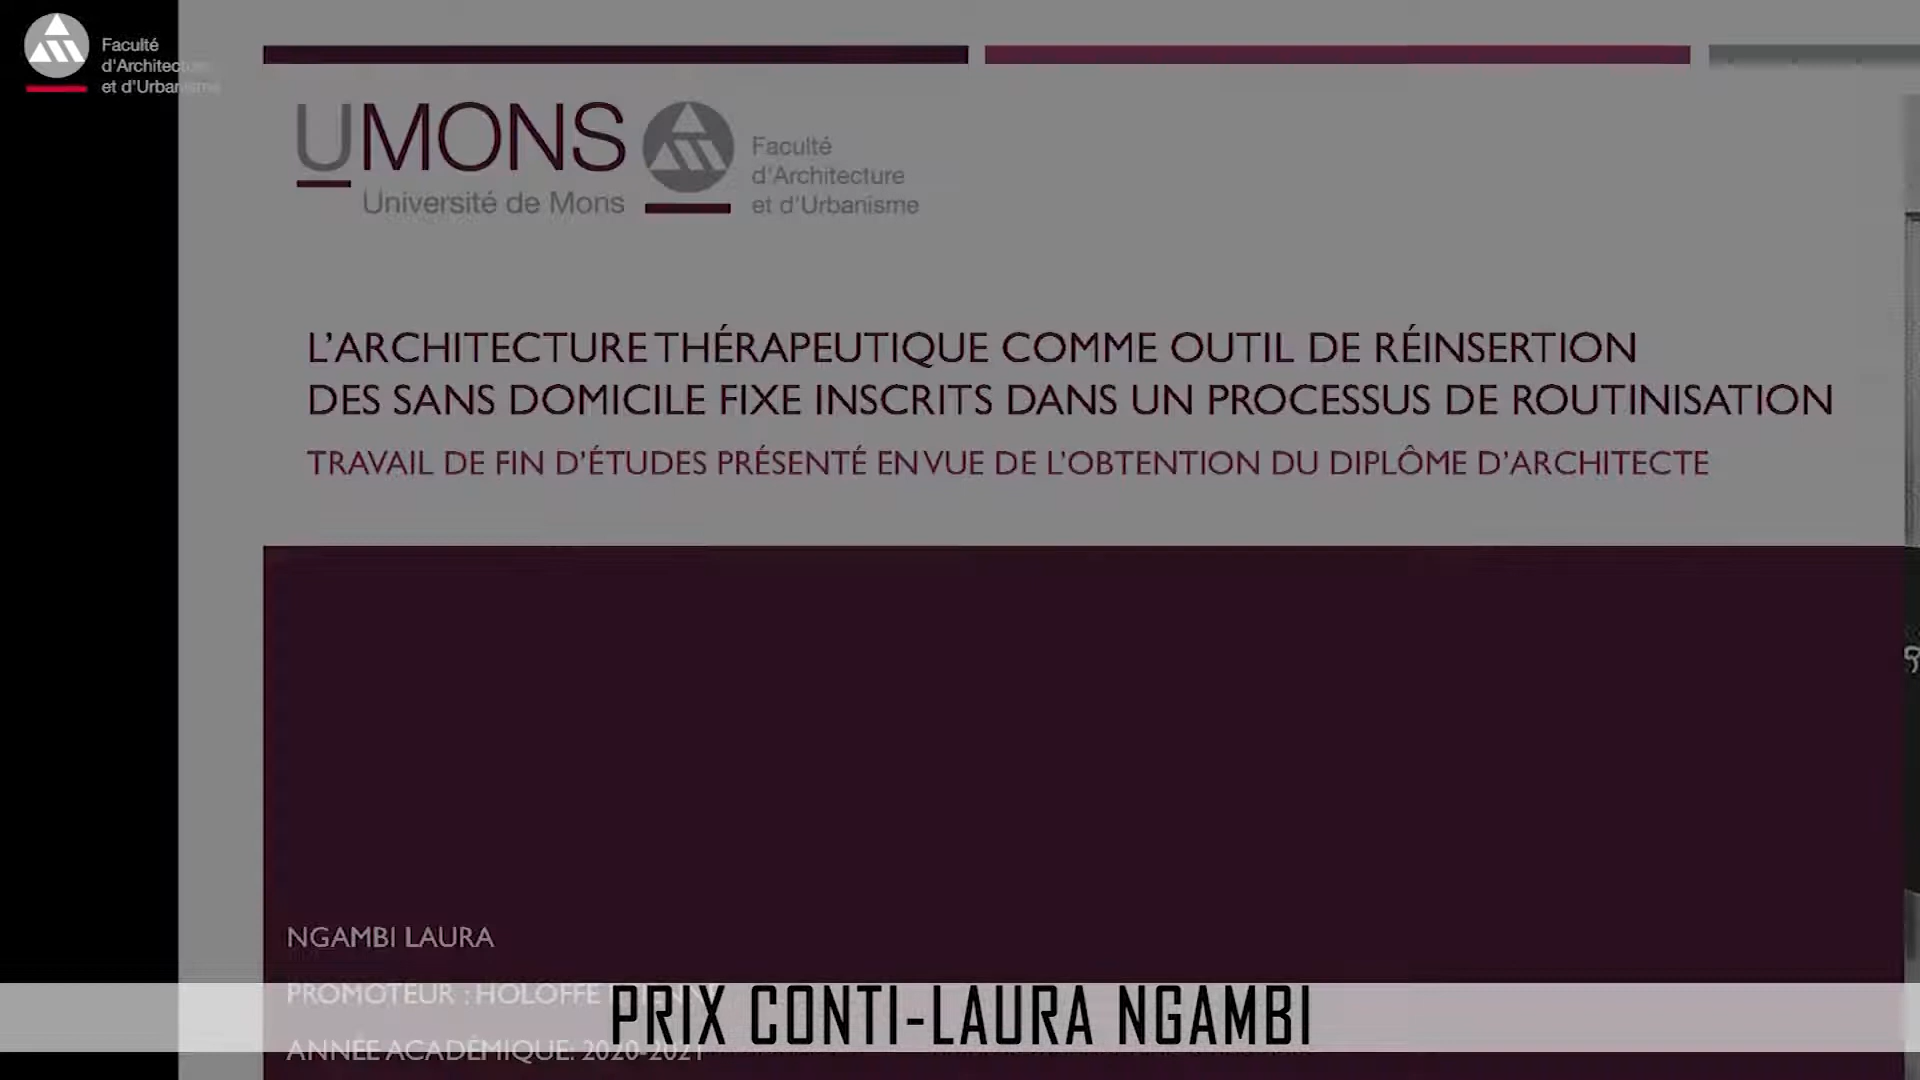 Faculté
d'Architecture
et d'Urbanisme
UMONS
Université de Mons
Faculté
d'Architecture
et d'Urbanisme
L'ARCHITECTURE THÉRAPEUTIQUE COMME OUTIL DE RÉINSERTION
DES SANS DOMICILE FIXE INSCRITS DANS UN PROCESSUS DE ROUTINISATION
TRAVAIL DE FIN D'ÉTUDES PRÉSENTÉ EN VUE DE L'OBTENTION DU DIPLÔME D'ARCHITECTE
NGAMBI LAURA
PROMOTEUR : HOLOFFE
ANNÉE ACADÉMIQUE: 2020-2021
PRIX CONTI-LAURA NGAMBI